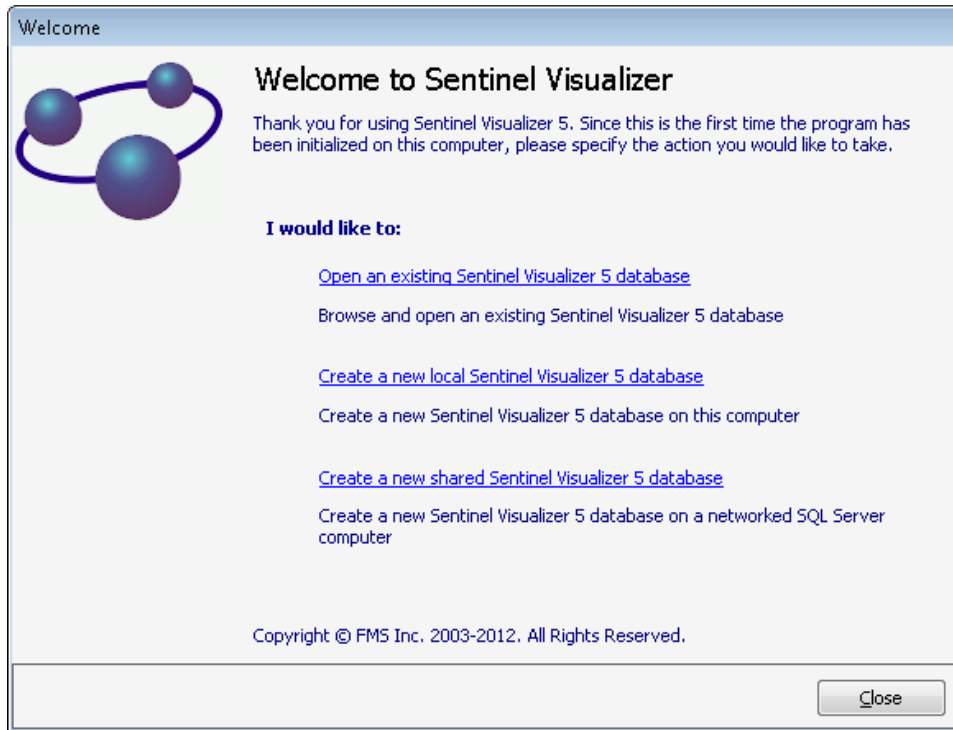 Welcome
Welcome to Sentinel Visualizer
Thank you for using Sentinel Visualizer 5. Since this is the first time the program has
been initialized on this computer, please specify the action you would like to take.
I would like to:
Open an existing Sentinel Visualizer 5 database
Browse and open an existing Sentinel Visualizer 5 database
Create a new local Sentinel Visualizer 5 database
Create a new Sentinel Visualizer 5 database on this computer
Create a new shared Sentinel Visualizer 5 database
Create a new Sentinel Visualizer 5 database on a networked SQL Server
computer
Copyright © FMS Inc. 2003-2012. All Rights Reserved.
Close